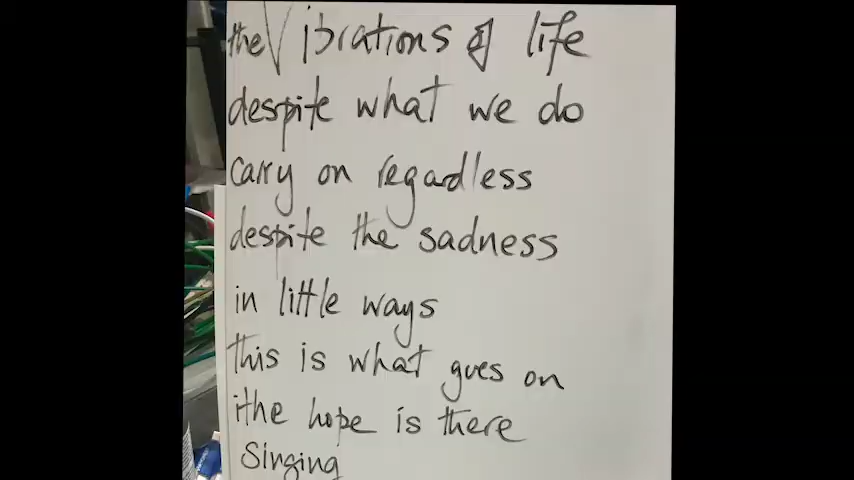 the Vibrations of life
despite what we do
carry on regardless
despite the sadness
in little ways
this is what goes on
ithe hope is there
Singing